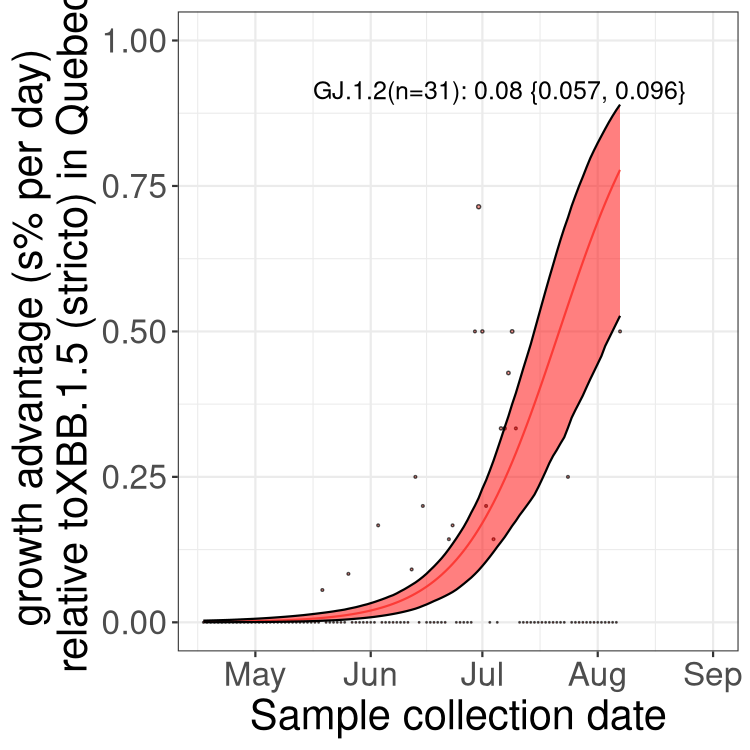 growth advantage (s% per day)
relative toXBB.1.5 (stricto) in Quebec
1.00
0.75
0.50
0.25
0.00
GJ.1.2(n=31): 0.08 {0.057, 0.096}
May Jun Jul Aug Sep
Sample collection date